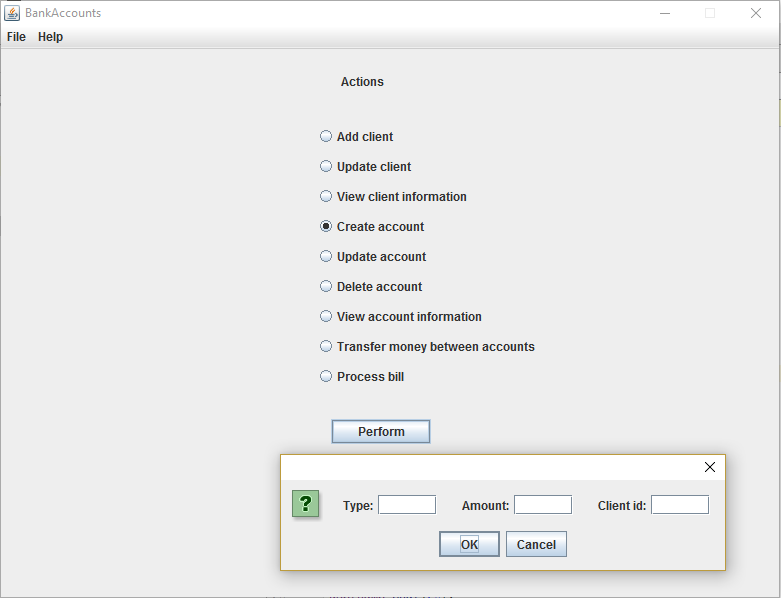 BankAccounts
File Help
Actions
Add client
Update client
View client information
Create account
Update account
Delete account
View account information
Transfer money between accounts
Process bill
Perform
?
Type: Amount: Client id:
OK Cancel